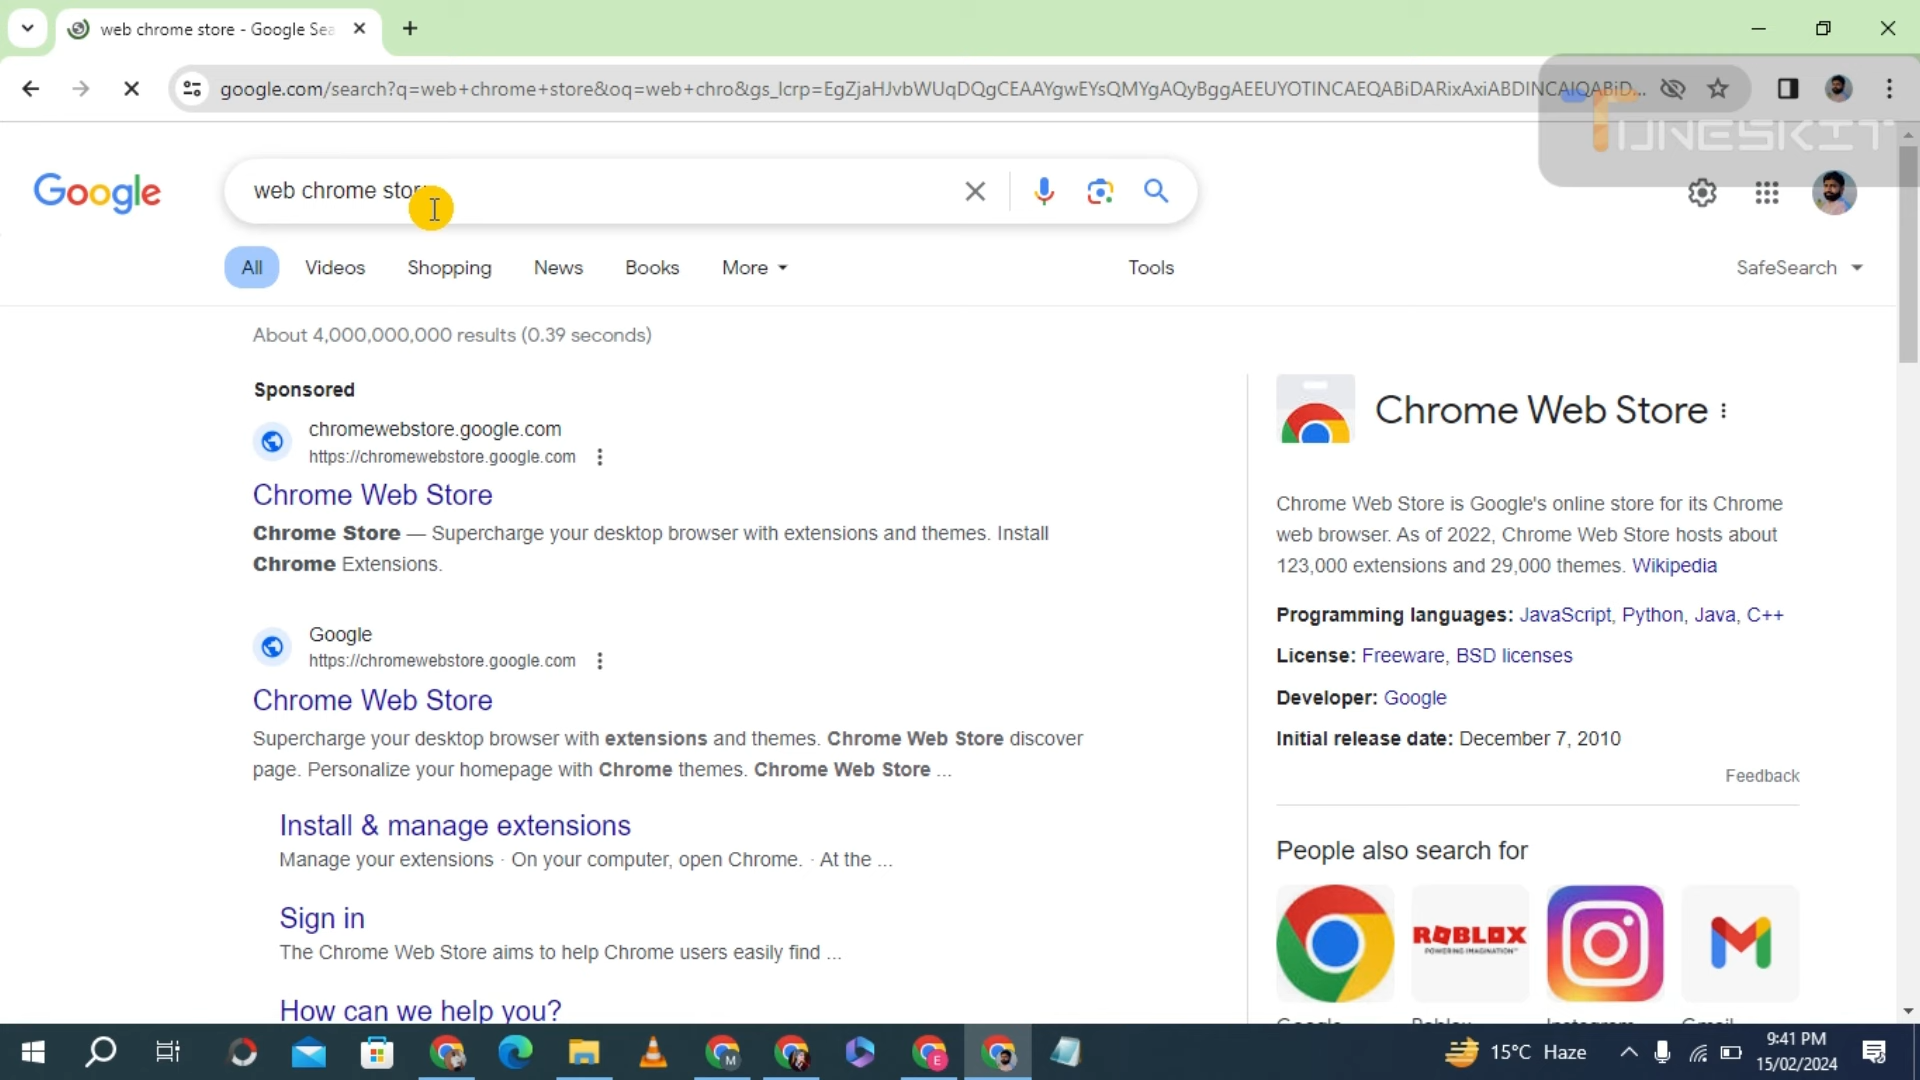 web chrome store - Google Sea
google.com/search?q=web+chrome+store&oq=web+chro&gs_lcrp=EgZjaHJvbWUqDQgCEAAYgwEYsQMYgAQyBggAEEUYOTINCAEQABiDARixAxiABDINCAIQABiD...
TUNESKIT
Google
web chrome store
All
Videos
Shopping
News
Books
More
Tools
SafeSearch
About 4,000,000,000 results (0.39 seconds)
Sponsored
chromewebstore.google.com
https://chromewebstore.google.com
Chrome Web Store
Chrome Store — Supercharge your desktop browser with extensions and themes. Install
Chrome Extensions.
Google
https://chromewebstore.google.com
Chrome Web Store
Supercharge your desktop browser with extensions and themes. Chrome Web Store discover
page. Personalize your homepage with Chrome themes. Chrome Web Store ...
Install & manage extensions
Manage your extensions · On your computer, open Chrome. · At the ...
Sign in
The Chrome Web Store aims to help Chrome users easily find ...
How can we help you?
Chrome Web Store
Chrome Web Store is Google's online store for its Chrome
web browser. As of 2022, Chrome Web Store hosts about
123,000 extensions and 29,000 themes. Wikipedia
Programming languages: JavaScript, Python, Java, C++
License: Freeware, BSD licenses
Developer: Google
Initial release date: December 7, 2010
Feedback
People also search for
ROBLOX
POWERING IMAGINATION
Google
Roblox
Instagram
Gmail
M
E
15°C Haze
9:41 PM
15/02/2024